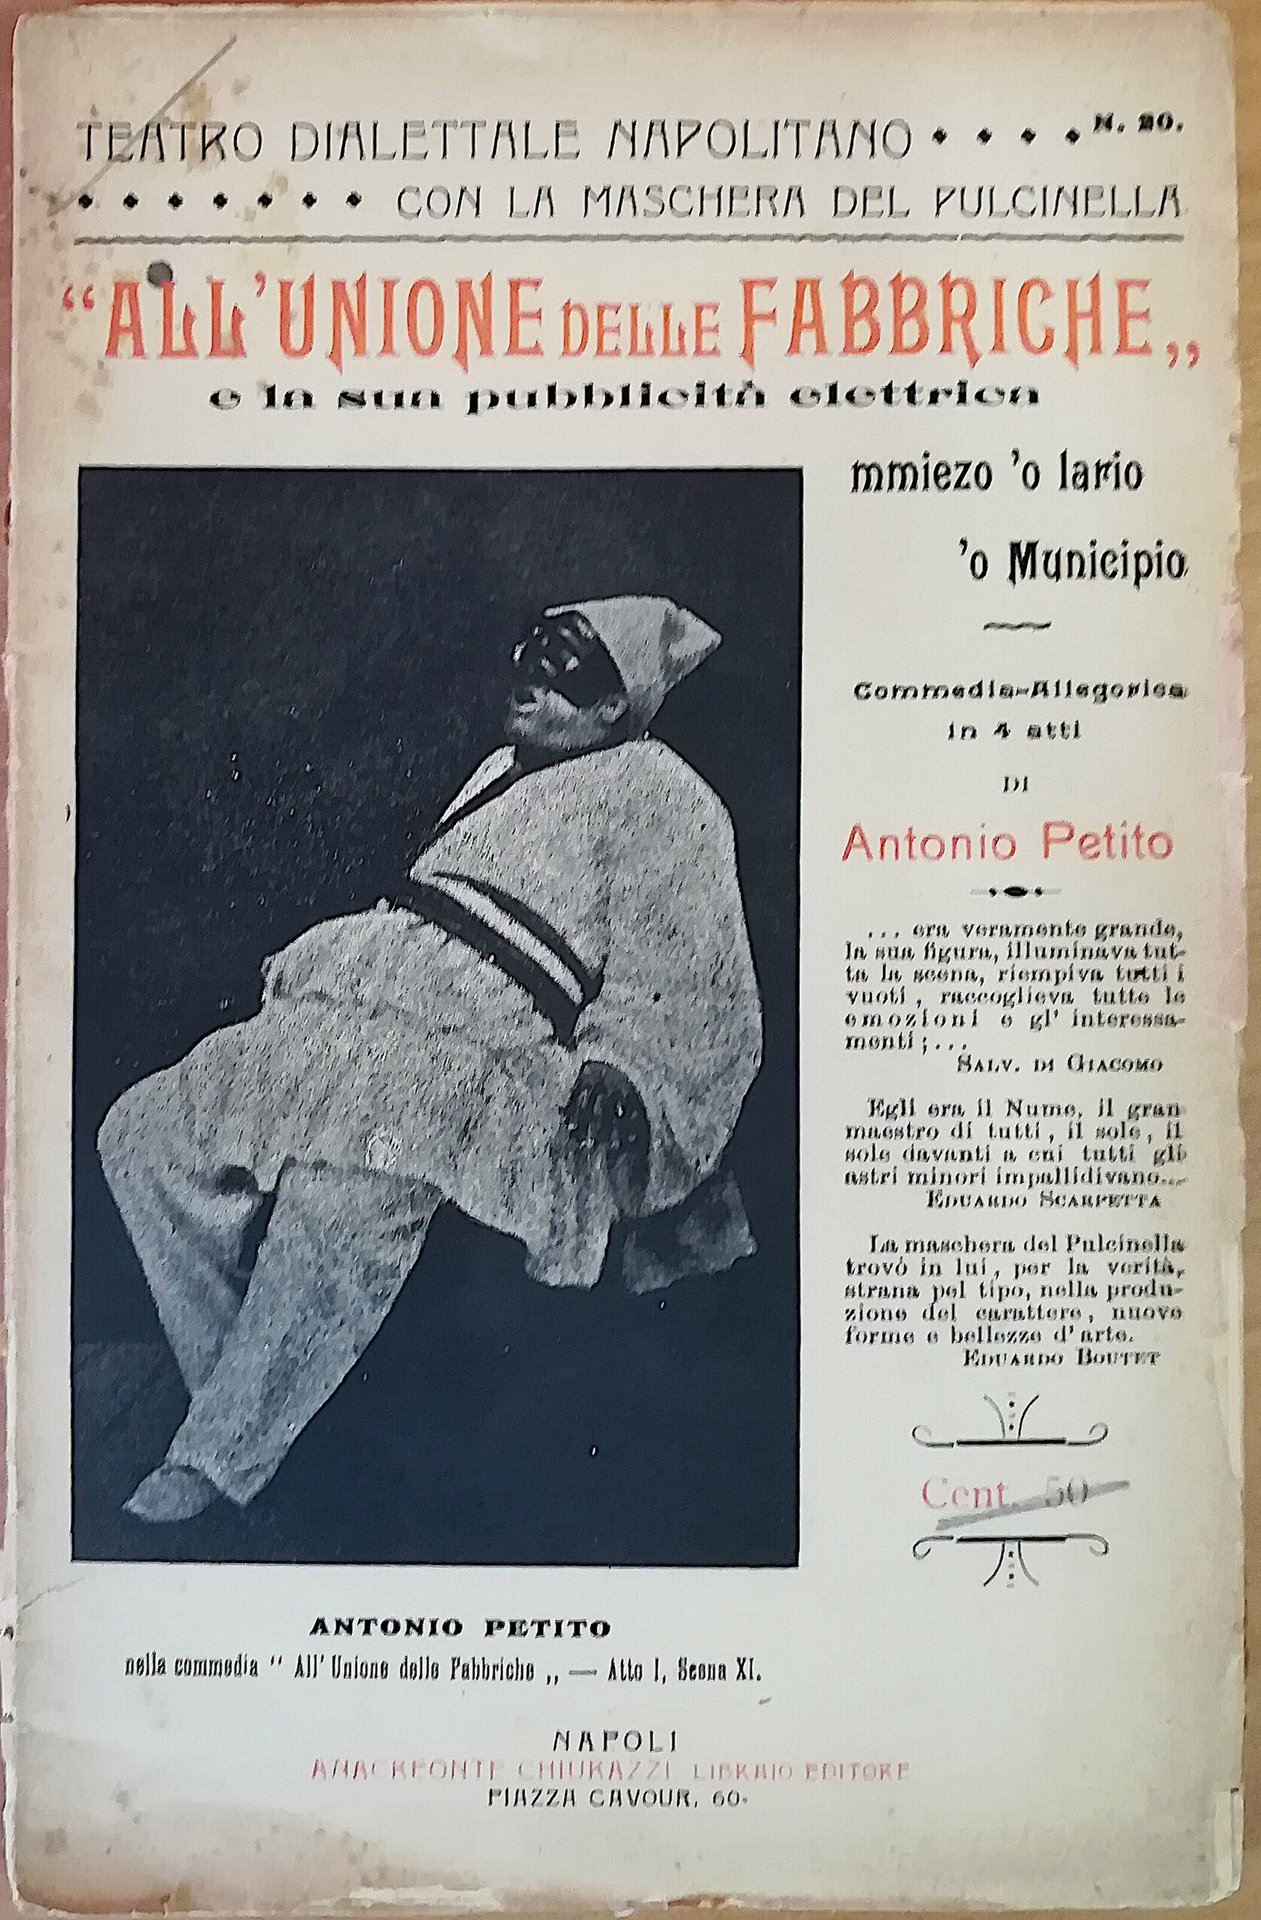 TEATRO DIALETTALE NAPOLITANO
N. 20.
CON LA MASCHERA DEL PULCINELLA
“ALL'UNIONE DELLE FABBRICHE„
e la sua pubblicità elettrica
mmiezo 'o lario
'o Municipio
Commedia-Allegorica
in 4 atti
DI
Antonio Petito
... era veramente grande,
la sua figura, illuminava tut-
ta la scena, riempiva tutti i
vuoti, raccoglieva tutte le
emozioni e gl' interessa-
menti;...
SALV. DI GIACOMO
Egli era il Nume, il gran
maestro di tutti, il sole, il
sole davanti a cui tutti gli
astri minori impallidivano...
EDUARDO SCARPETTA
La maschera del Pulcinella
trovò in lui, per la verità,
strana pel tipo, nella produ-
zione del carattere, nuove
forme e bellezze d'arte.
EDUARDO BOUTET
Cent. 50
ANTONIO PETITO
nella commedia “ All' Unione delle Fabbriche „ — Atto I, Scena XI.
NAPOLI
ANACREONTE CHIURAZZI, LIBRAIO-EDITORE
PIAZZA CAVOUR, 60-